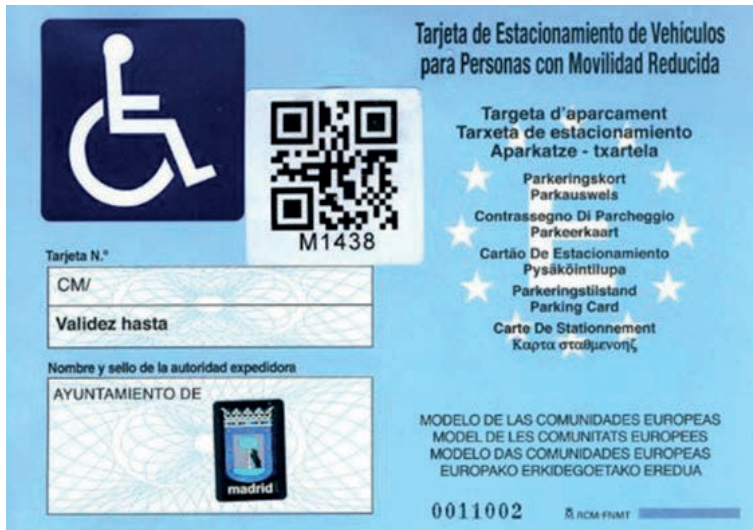 Tarjeta de Estacionamiento de Vehículos
para Personas con Movilidad Reducida
Targeta d'aparcament
Tarxeta de estacionamiento
Aparkatze - txartela
Parkeringskort
Parkauswels
Contrassegno Di Parcheggio
Parkeerkaart
Cartão De Estacionamiento
Pysäköintilupa
Parkeringstilstand
Parking Card
Carte De Stationnement
Καρτα σταθμενοηζ
M1438
Tarjeta N.º
CM/
Validez hasta
Nombre y sello de la autoridad expedidora
AYUNTAMIENTO DE
madrid
MODELO DE LAS COMUNIDADES EUROPEAS
MODEL DE LES COMUNITATS EUROPEES
MODELO DAS COMUNIDADES EUROPEAS
EUROPAKO ERKIDEGOETAKO EREDUA
0011002
RCM-FNMT
E